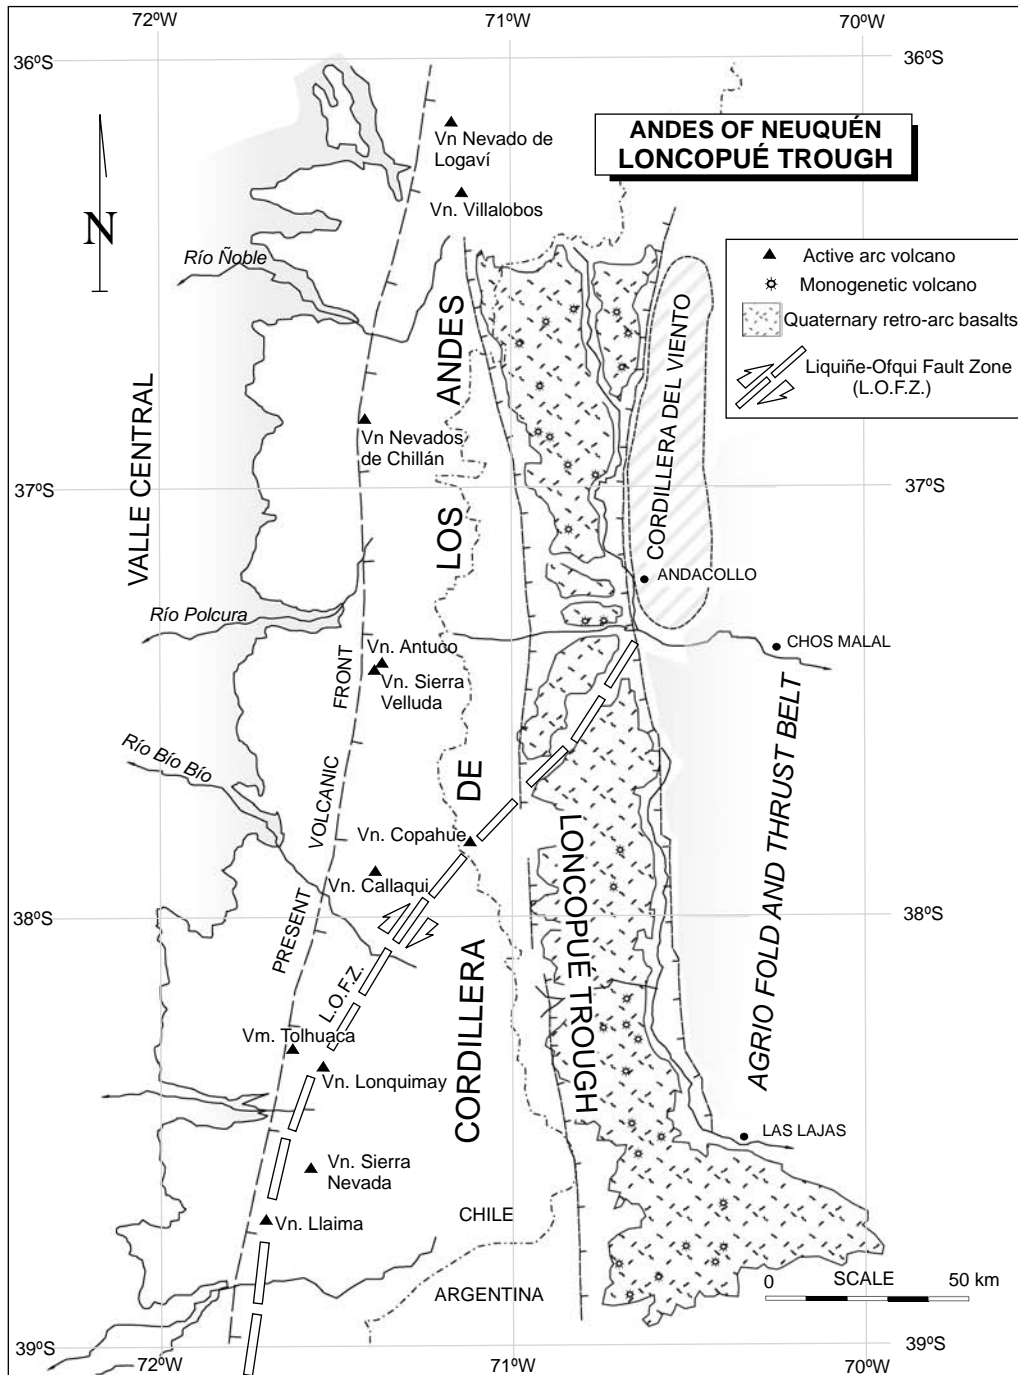 72ºW
71ºW
70ºW
36ºS
36ºS
ANDES OF NEUQUÉN
LONCOPUÉ TROUGH
Vn Nevado de
Logaví
Vn. Villalobos
N
Río Ñoble
Active arc volcano
Monogenetic volcano
Quaternary retro-arc basalts
Liquiñe-Ofqui Fault Zone
(L.O.F.Z.)
CORDILLERA DEL VIENTO
VALLE CENTRAL
Vn Nevados
de Chillán
37ºS
37ºS
ANDACOLLO
Río Polcura
CHOS MALAL
Vn. Antuco
Vn. Sierra
Velluda
Río Bío Bío
PRESENT VOLCANIC FRONT
CORDILLERA DE LOS ANDES
LONCOPUÉ TROUGH
AGRIO FOLD AND THRUST BELT
Vn. Copahue
Vn. Callaqui
38ºS
38ºS
L.O.F.Z.
Vm. Tolhuaca
Vn. Lonquimay
LAS LAJAS
Vn. Sierra
Nevada
Vn. Llaima
CHILE
ARGENTINA
0 SCALE 50 km
39ºS
39ºS
72ºW
71ºW
70ºW